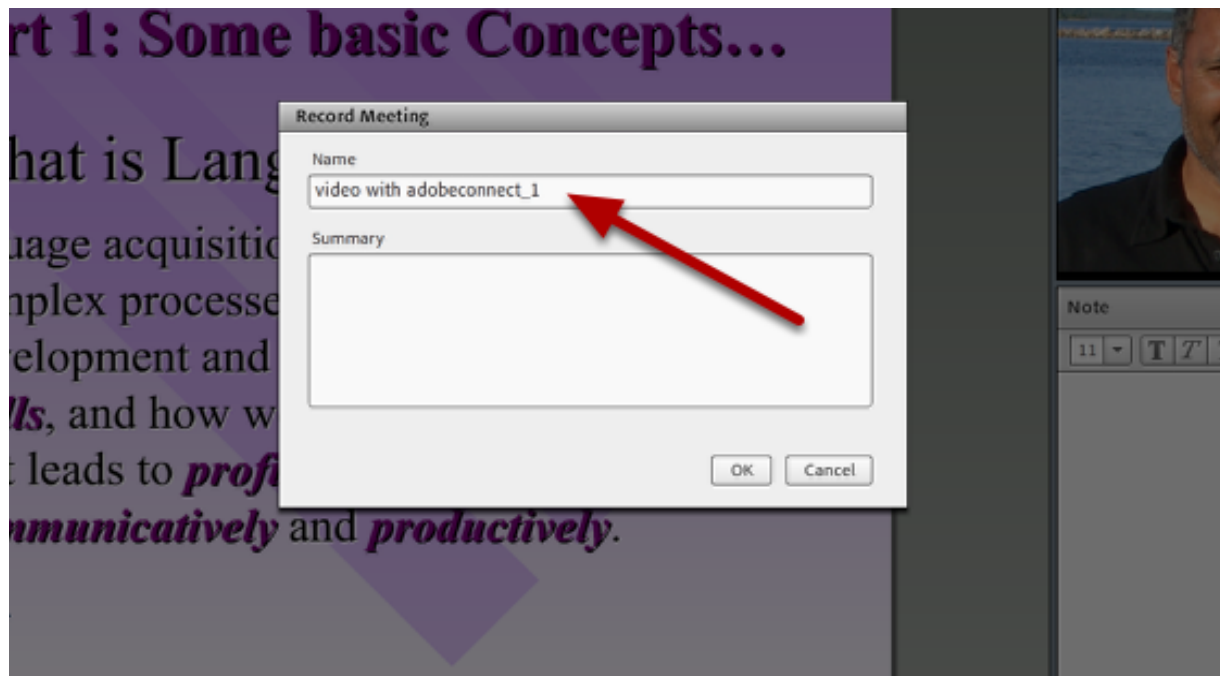 rt 1: Some basic Concepts...
Record Meeting
Name
video with adobeconnect_1
Summary
OK
Cancel
hat is Lang
uage acquisitio
nplex processe
elopment and
lls, and how w
t leads to profi
mmunicatively and productively.
Note
11
T T